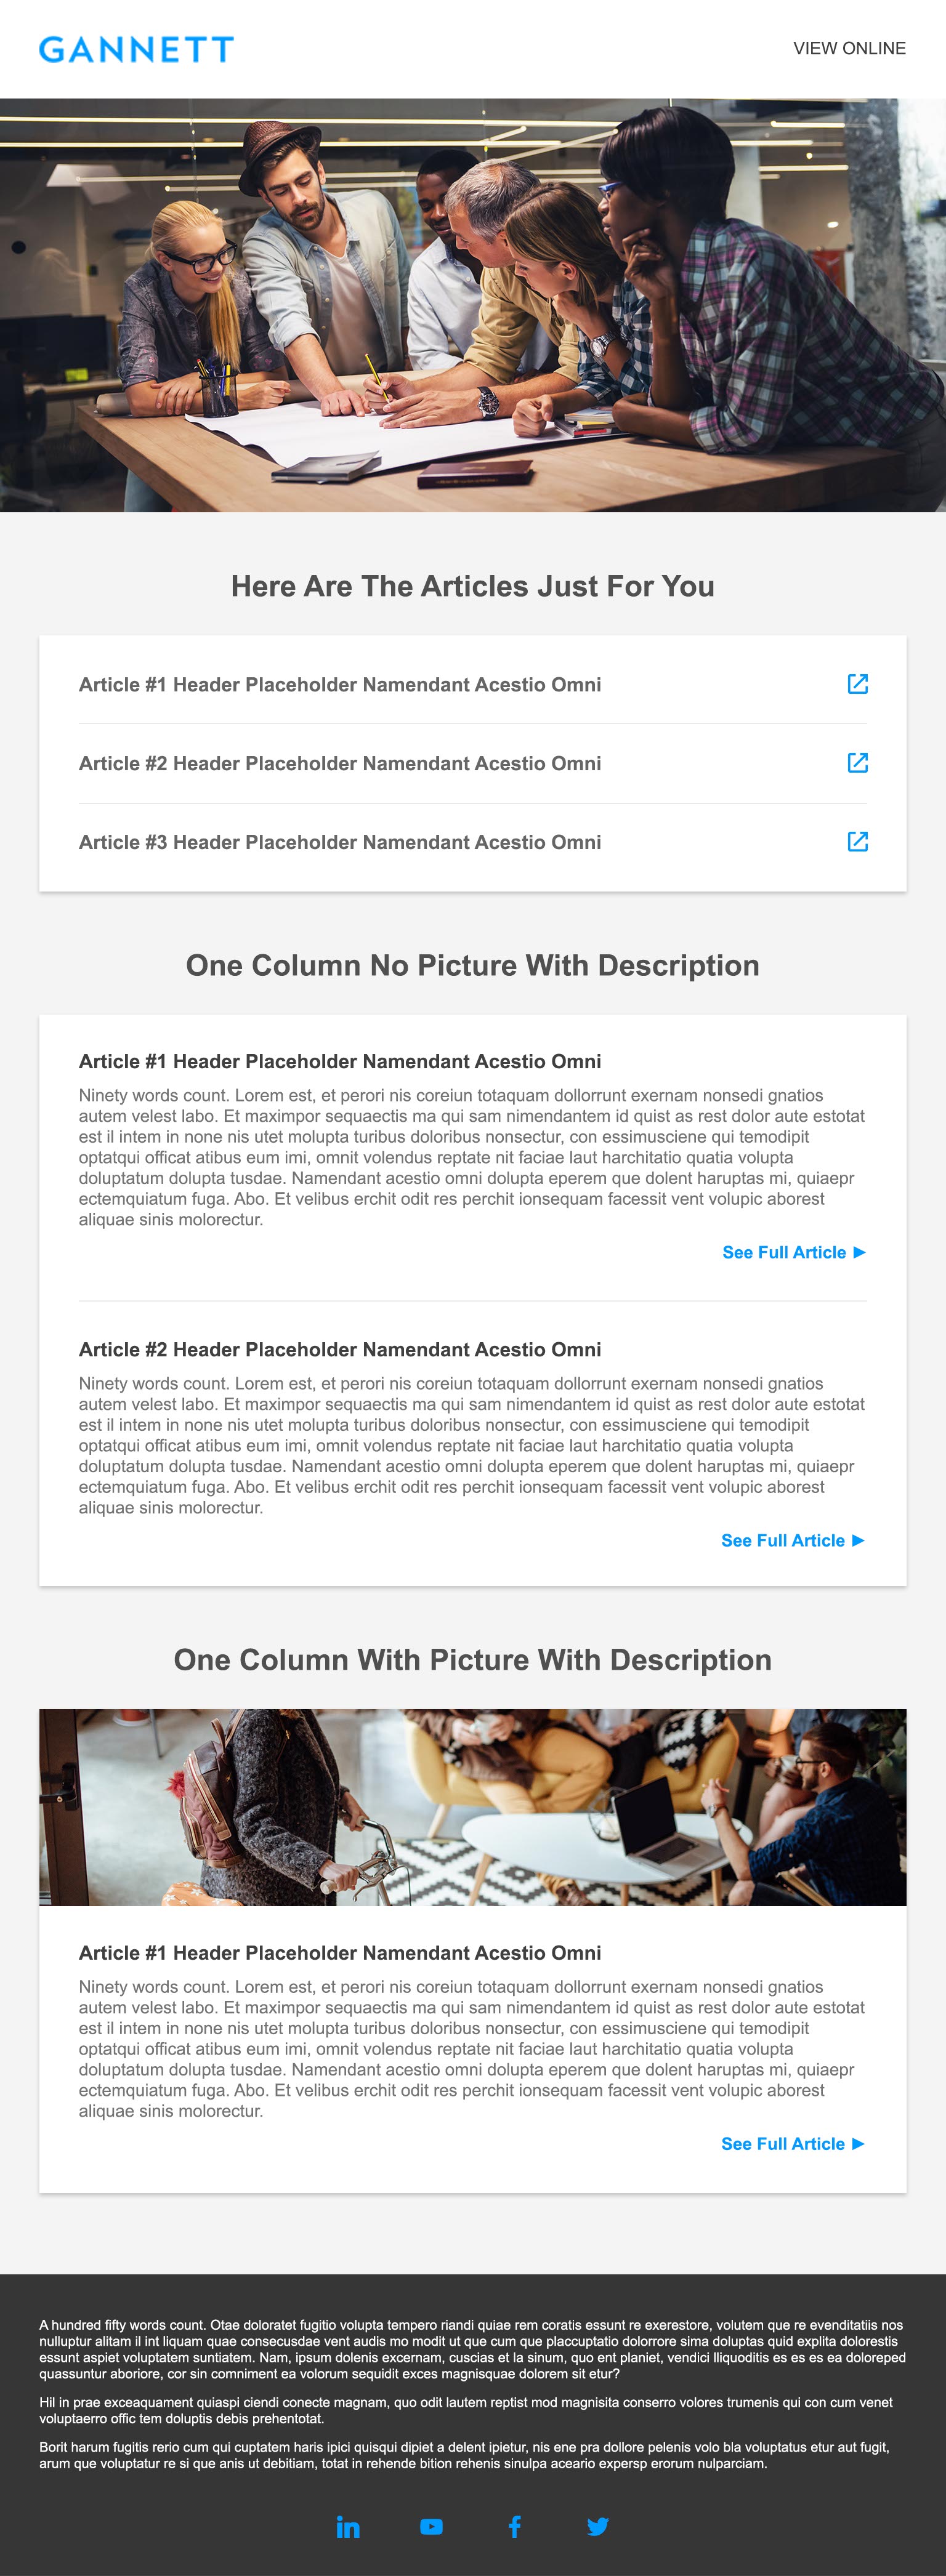 GANNETT
VIEW ONLINE
Here Are The Articles Just For You
Article #1 Header Placeholder Namendant Acestio Omni
Article #2 Header Placeholder Namendant Acestio Omni
Article #3 Header Placeholder Namendant Acestio Omni
One Column No Picture With Description
Article #1 Header Placeholder Namendant Acestio Omni
Ninety words count. Lorem est, et perori nis coreiun totaquam dollorrunt exernam nonsedi gnatios
autem velest labo. Et maximpor sequaectis ma qui sam nimendantem id quist as rest dolor aute estotat
est il intem in none nis utet molupta turibus doloribus nonsectur, con essimusciene qui temodipit
optatqui officat atibus eum imi, omnit volendus reptate nit faciae laut harchitatio quatia volupta
doluptatum dolupta tusdae. Namendant acestio omni dolupta eperem que dolent haruptas mi, quiaepr
ectemquiatum fuga. Abo. Et velibus erchit odit res perchit ionsequam facessit vent volupic aborest
aliquae sinis molorectur.
See Full Article ►
Article #2 Header Placeholder Namendant Acestio Omni
Ninety words count. Lorem est, et perori nis coreiun totaquam dollorrunt exernam nonsedi gnatios
autem velest labo. Et maximpor sequaectis ma qui sam nimendantem id quist as rest dolor aute estotat
est il intem in none nis utet molupta turibus doloribus nonsectur, con essimusciene qui temodipit
optatqui officat atibus eum imi, omnit volendus reptate nit faciae laut harchitatio quatia volupta
doluptatum dolupta tusdae. Namendant acestio omni dolupta eperem que dolent haruptas mi, quiaepr
ectemquiatum fuga. Abo. Et velibus erchit odit res perchit ionsequam facessit vent volupic aborest
aliquae sinis molorectur.
See Full Article ►
One Column With Picture With Description
Article #1 Header Placeholder Namendant Acestio Omni
Ninety words count. Lorem est, et perori nis coreiun totaquam dollorrunt exernam nonsedi gnatios
autem velest labo. Et maximpor sequaectis ma qui sam nimendantem id quist as rest dolor aute estotat
est il intem in none nis utet molupta turibus doloribus nonsectur, con essimusciene qui temodipit
optatqui officat atibus eum imi, omnit volendus reptate nit faciae laut harchitatio quatia volupta
doluptatum dolupta tusdae. Namendant acestio omni dolupta eperem que dolent haruptas mi, quiaepr
ectemquiatum fuga. Abo. Et velibus erchit odit res perchit ionsequam facessit vent volupic aborest
aliquae sinis molorectur.
See Full Article ►
A hundred fifty words count. Otae doloratet fugitio volupta tempero riandi quiae rem coratis essunt re exerestore, volutem que re evenditatiis nos
nulluptur alitam il int liquam quae consecusdae vent audis mo modit ut que cum que placcuptatio dolorrore sima doluptas quid explita dolorestis
essunt aspiet voluptatem suntiatem. Nam, ipsum dolenis excernam, cuscias et la sinum, quo ent planiet, vendici lliquoditis es es es ea doloreped
quassuntur aboriore, cor sin comniment ea volorum sequidit exces magnisquae dolorem sit etur?
Hil in prae exceaquament quiaspi ciendi conecte magnam, quo odit lautem reptist mod magnisita conserro volores trumenis qui con cum venet
voluptaerro offic tem doluptis debis prehentotat.
Borit harum fugitis rerio cum qui cuptatem haris ipici quisqui dipiet a delent ipietur, nis ene pra dollore pelenis volo bla voluptatus etur aut fugit,
arum que voluptatur re si que anis ut debitiam, totat in rehende bition rehenis sinulpa aceario expersp erorum nulparciam.